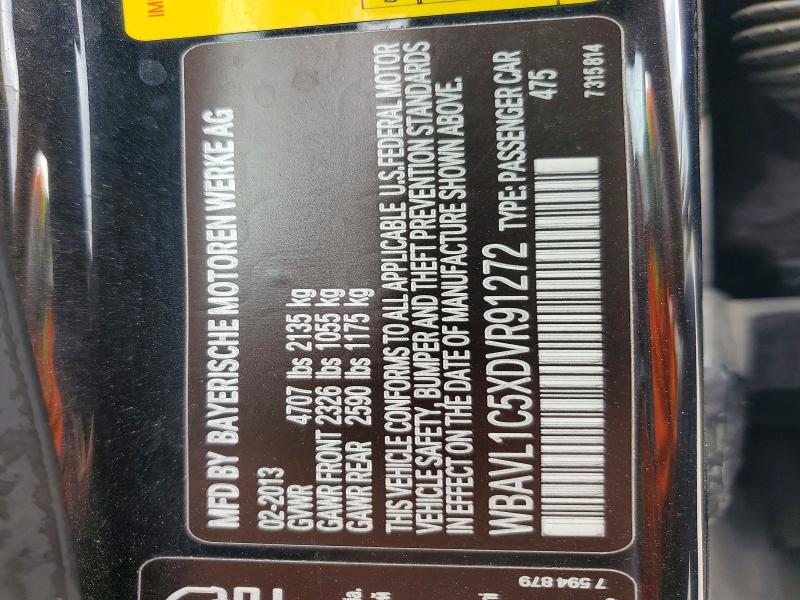 IM
MFD BY BAYERISCHE MOTOREN WERKE AG
02-2013
GVWR 4707 lbs 2135 kg
GAWR FRONT 2326 lbs 1055 kg
GAWR REAR 2590 lbs 1175 kg
THIS VEHICLE CONFORMS TO ALL APPLICABLE U.S.FEDERAL MOTOR
VEHICLE SAFETY, BUMPER AND THEFT PREVENTION STANDARDS
IN EFFECT ON THE DATE OF MANUFACTURE SHOWN ABOVE.
WBAVL1C5XDVR91272 TYPE: PASSENGER CAR
475
7315814
7 594 879